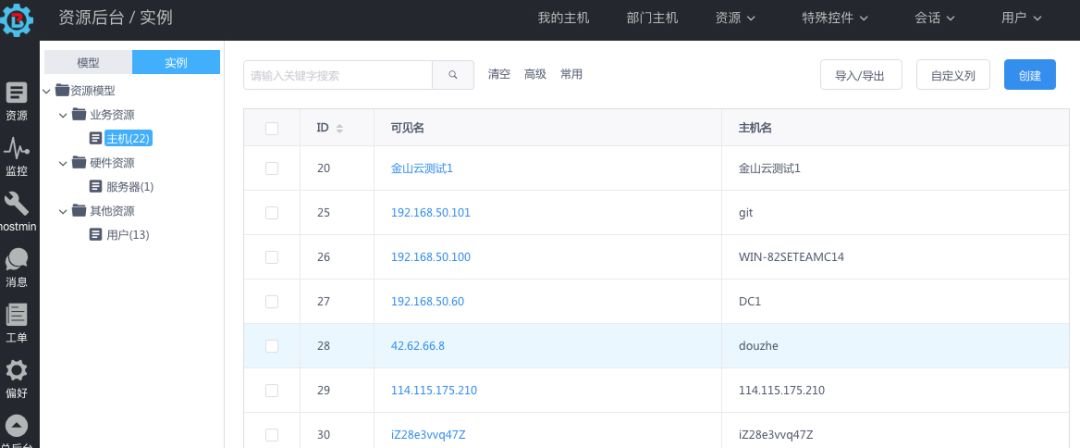 资源后台 / 实例
我的主机 部门主机 资源 特殊控件 会话 用户
资源
监控
hostmin
消息
工单
偏好
总后台
模型 实例
资源模型
业务资源
主机(22)
硬件资源
服务器(1)
其他资源
用户(13)
请输入关键字搜索 清空 高级 常用 导入/导出 自定义列 创建
ID 可见名 主机名
20 金山云测试1 金山云测试1
25 192.168.50.101 git
26 192.168.50.100 WIN-82SETEAMC14
27 192.168.50.60 DC1
28 42.62.66.8 douzhe
29 114.115.175.210 114.115.175.210
30 iZ28e3vvq47Z iZ28e3vvq47Z